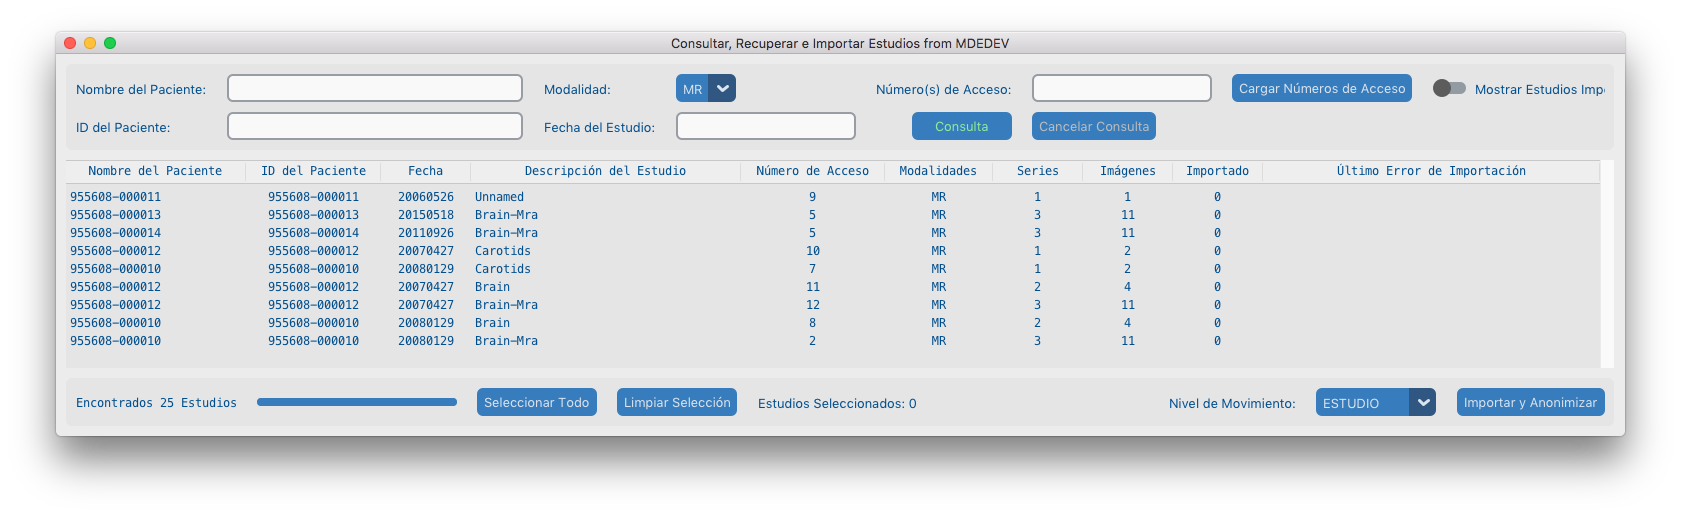 Consultar, Recuperar e Importar Estudios from MDEDEV
Nombre del Paciente: Modalidad: MR Número(s) de Acceso: Cargar Números de Acceso Mostrar Estudios Imp
ID del Paciente: Fecha del Estudio: Consulta Cancelar Consulta
Nombre del Paciente ID del Paciente Fecha Descripción del Estudio Número de Acceso Modalidades Series Imágenes Importado Último Error de Importación
955608-000011 955608-000011 20060526 Unnamed 9 MR 1 1 0
955608-000013 955608-000013 20150518 Brain-Mra 5 MR 3 11 0
955608-000014 955608-000014 20110926 Brain-Mra 5 MR 3 11 0
955608-000012 955608-000012 20070427 Carotids 10 MR 1 2 0
955608-000010 955608-000010 20080129 Carotids 7 MR 1 2 0
955608-000012 955608-000012 20070427 Brain 11 MR 2 4 0
955608-000012 955608-000012 20070427 Brain-Mra 12 MR 3 11 0
955608-000010 955608-000010 20080129 Brain 8 MR 2 4 0
955608-000010 955608-000010 20080129 Brain-Mra 2 MR 3 11 0
Encontrados 25 Estudios Seleccionar Todo Limpiar Selección Estudios Seleccionados: 0 Nivel de Movimiento: ESTUDIO Importar y Anonimizar